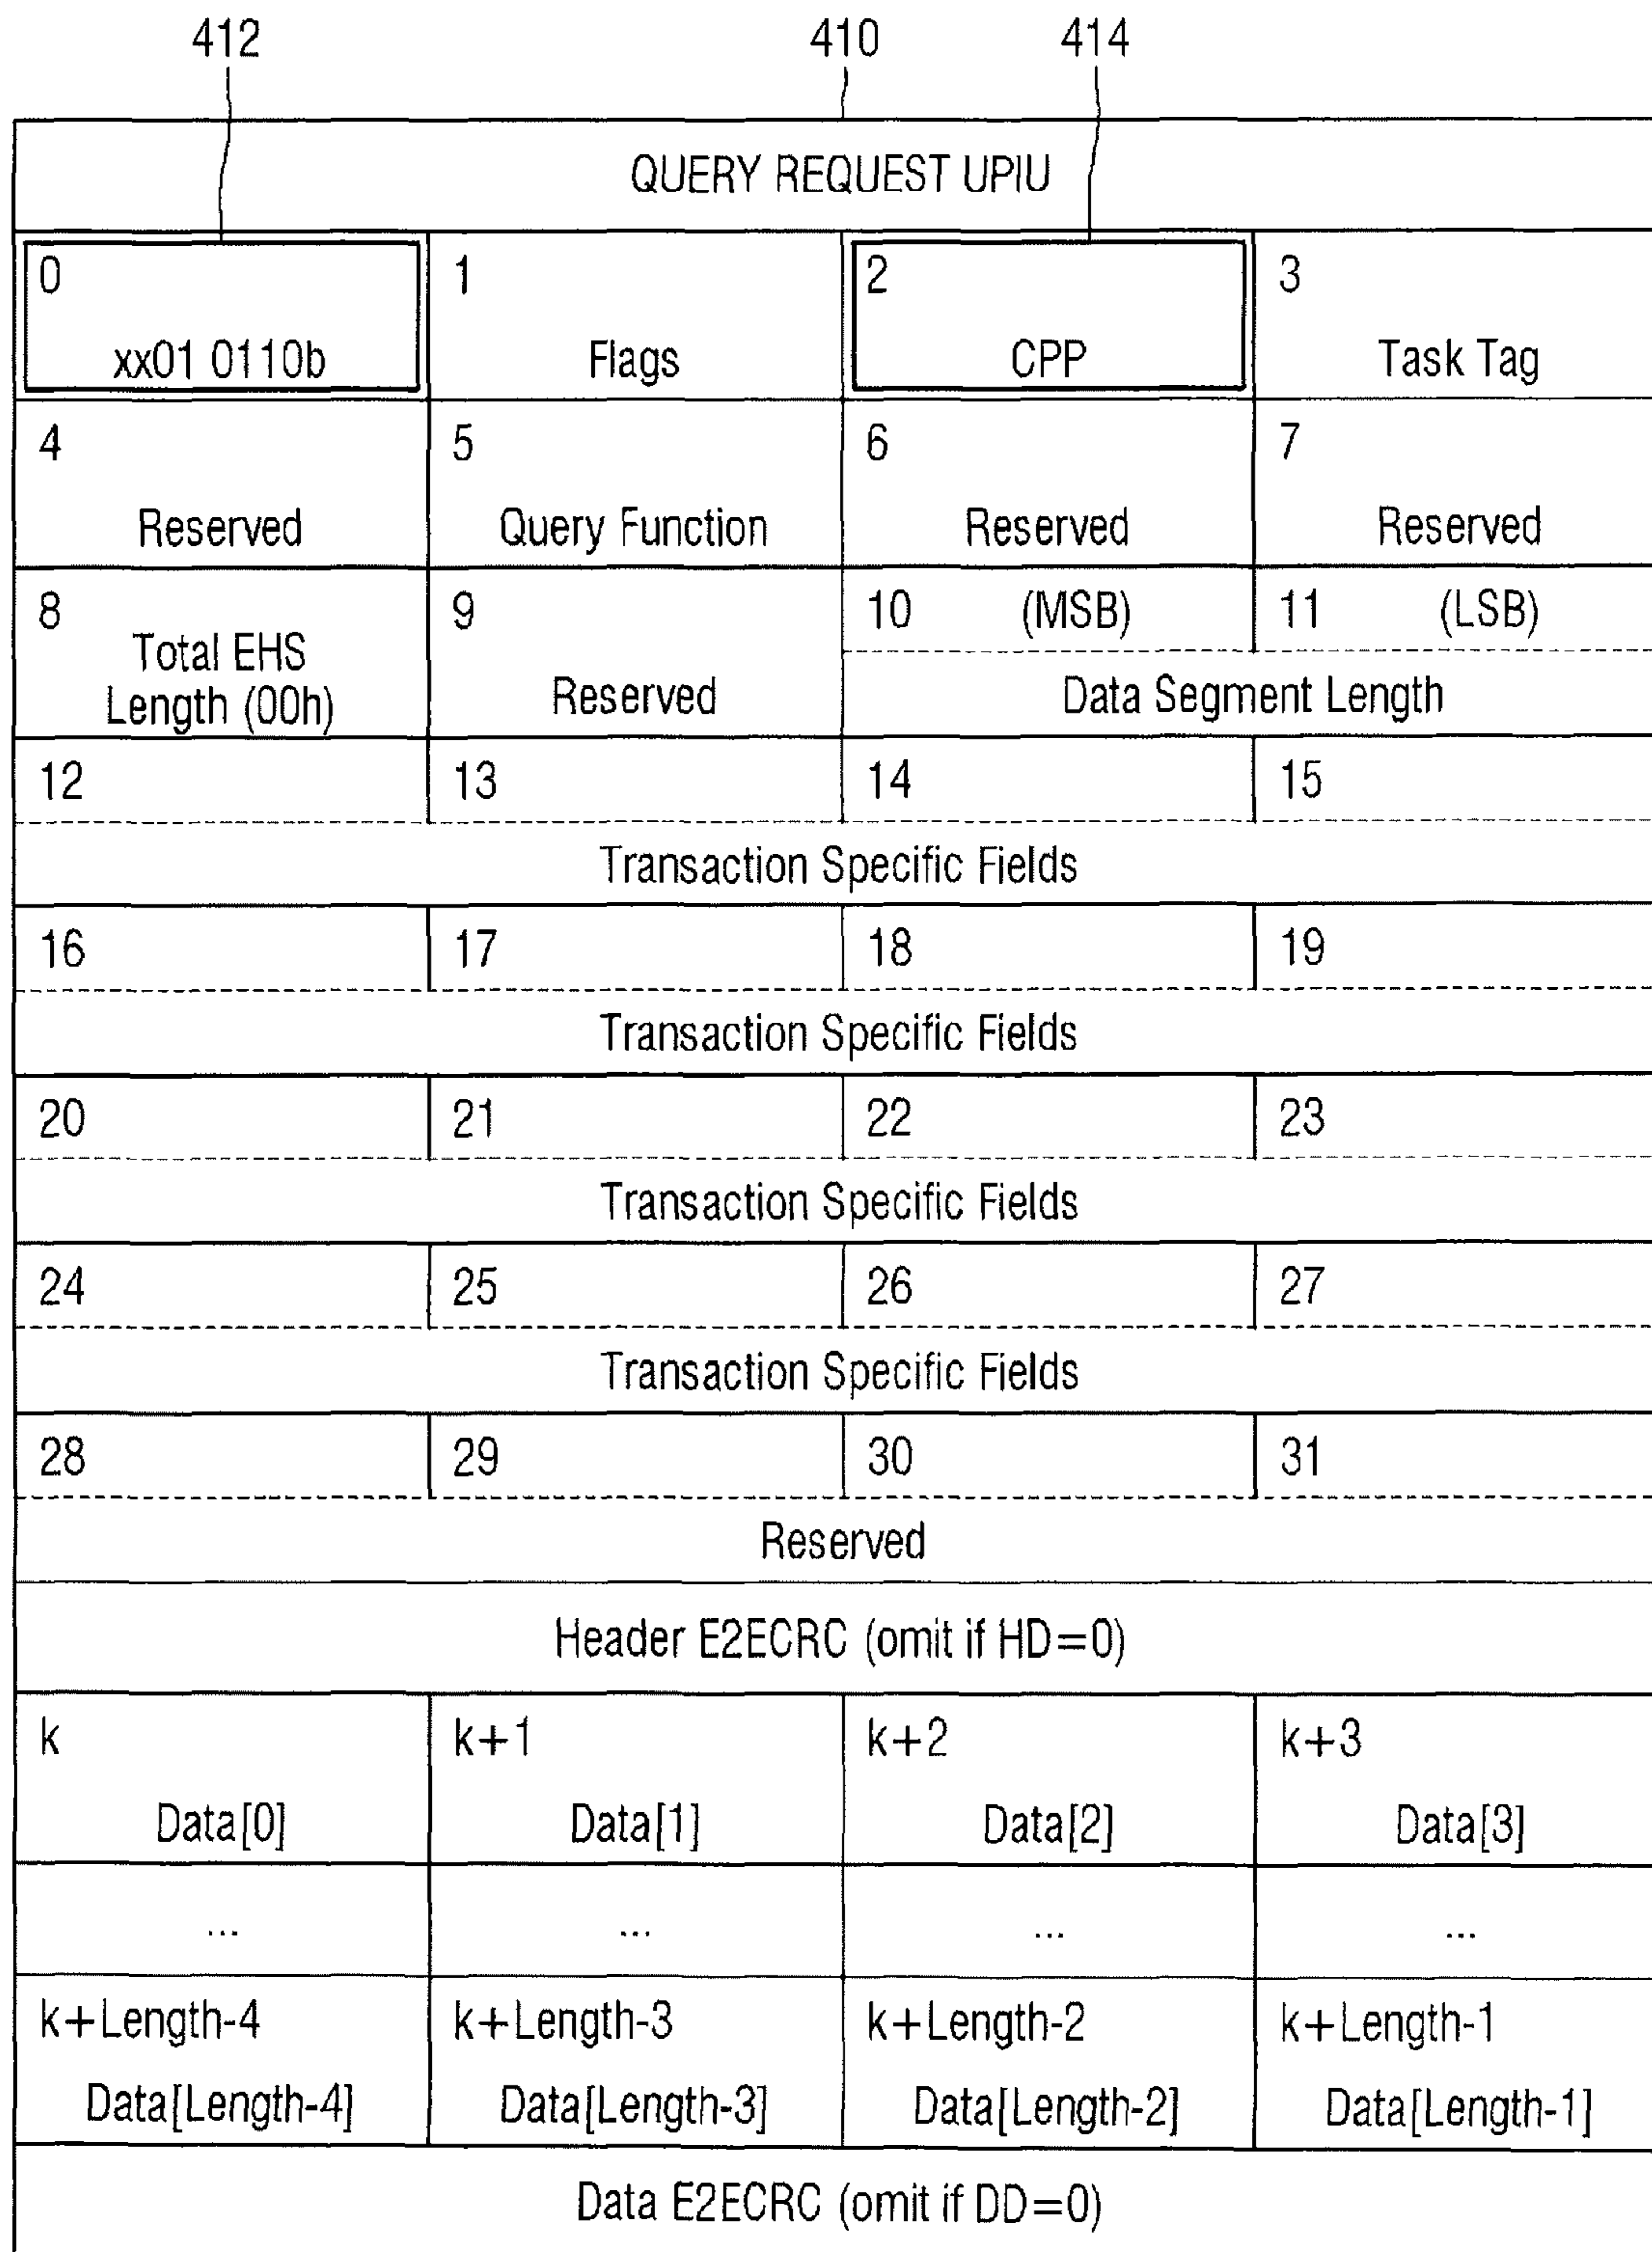 412 410 414
QUERY REQUEST UPIU
0 1 2 3
xx01 0110b Flags CPP Task Tag
4 5 6 7
Reserved Query Function Reserved Reserved
8 9 10 (MSB) 11 (LSB)
Total EHS
Length (00h) Reserved Data Segment Length
12 13 14 15
Transaction Specific Fields
16 17 18 19
Transaction Specific Fields
20 21 22 23
Transaction Specific Fields
24 25 26 27
Transaction Specific Fields
28 29 30 31
Reserved
Header E2ECRC (omit if HD=0)
k k+1 k+2 k+3
Data[0] Data[1] Data[2] Data[3]
... ... ... ...
k+Length-4 k+Length-3 k+Length-2 k+Length-1
Data[Length-4] Data[Length-3] Data[Length-2] Data[Length-1]
Data E2ECRC (omit if DD=0)